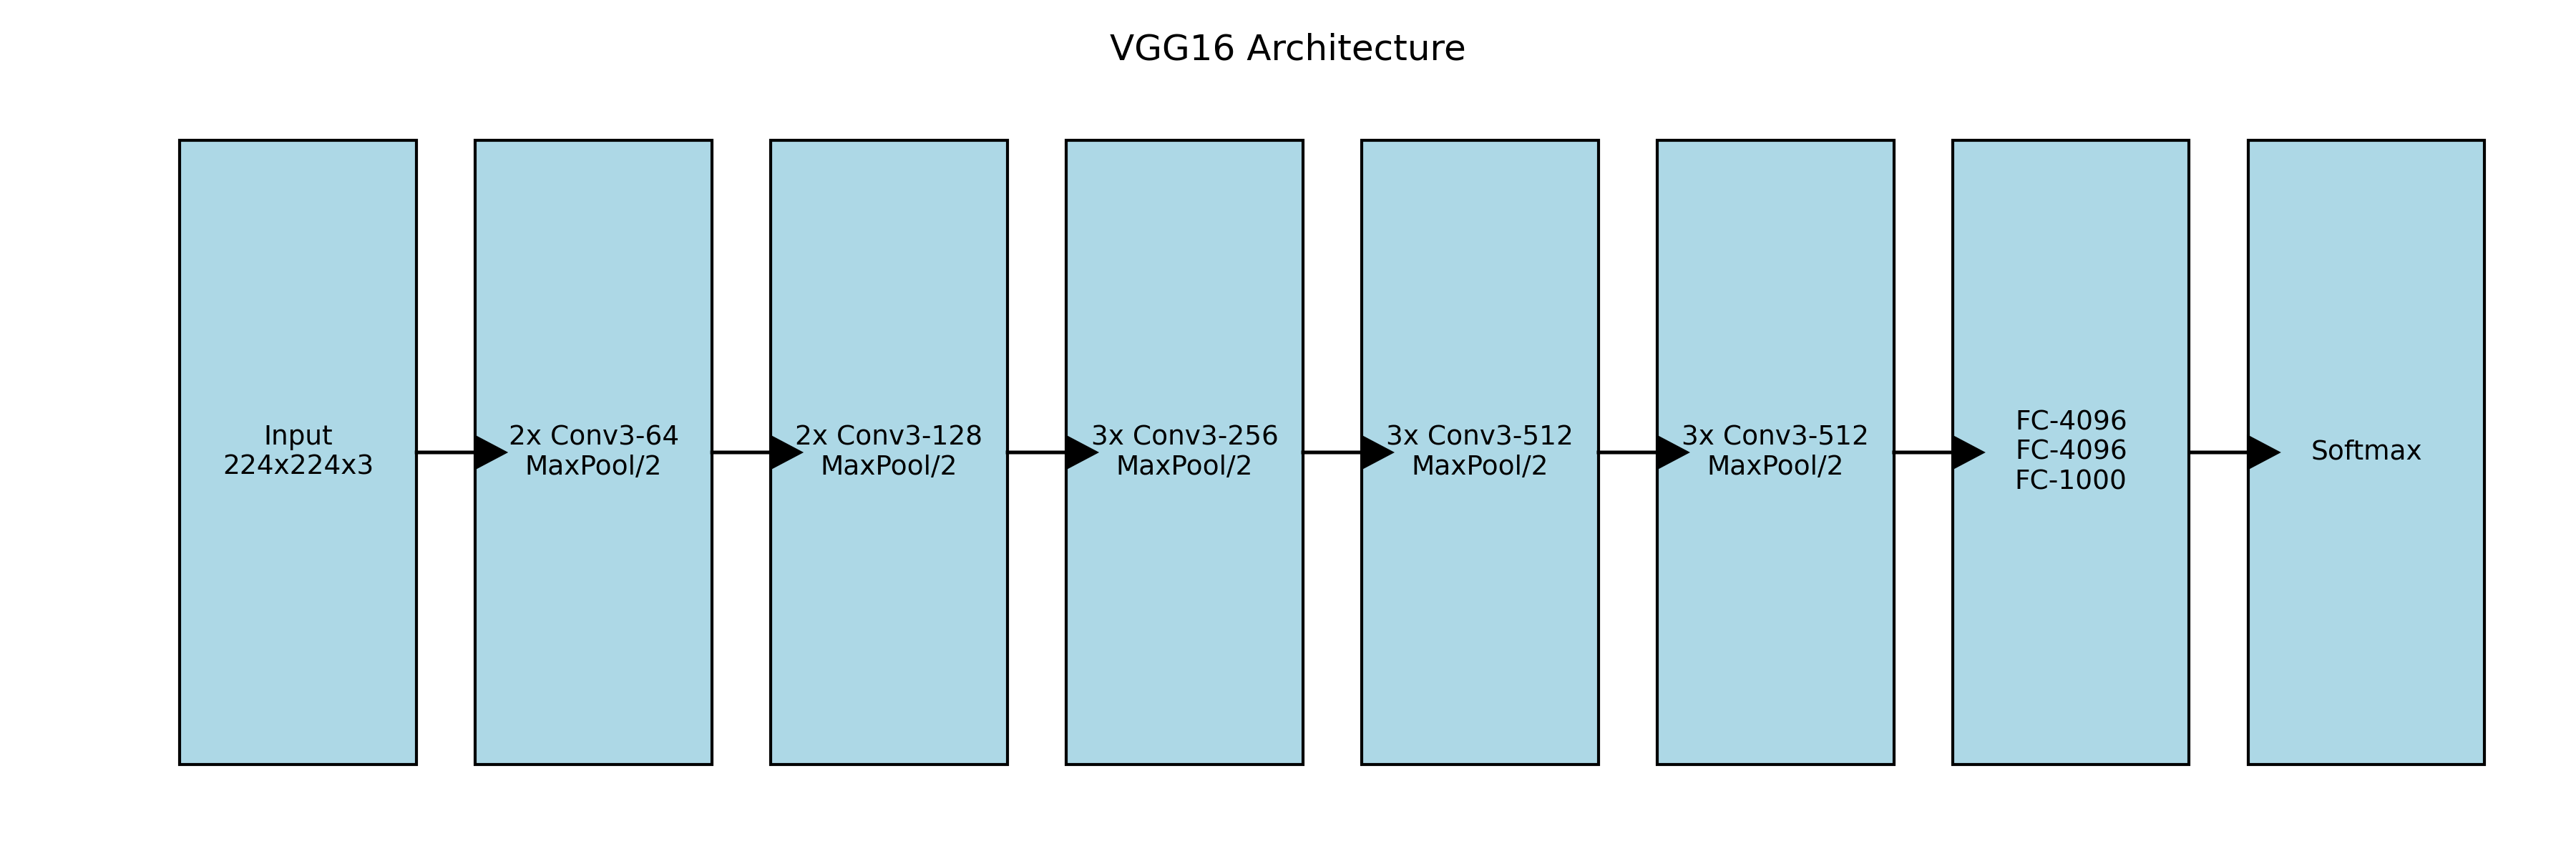 VGG16 Architecture
Input
224x224x3
2x Conv3-64
MaxPool/2
2x Conv3-128
MaxPool/2
3x Conv3-256
MaxPool/2
3x Conv3-512
MaxPool/2
3x Conv3-512
MaxPool/2
FC-4096
FC-4096
FC-1000
Softmax